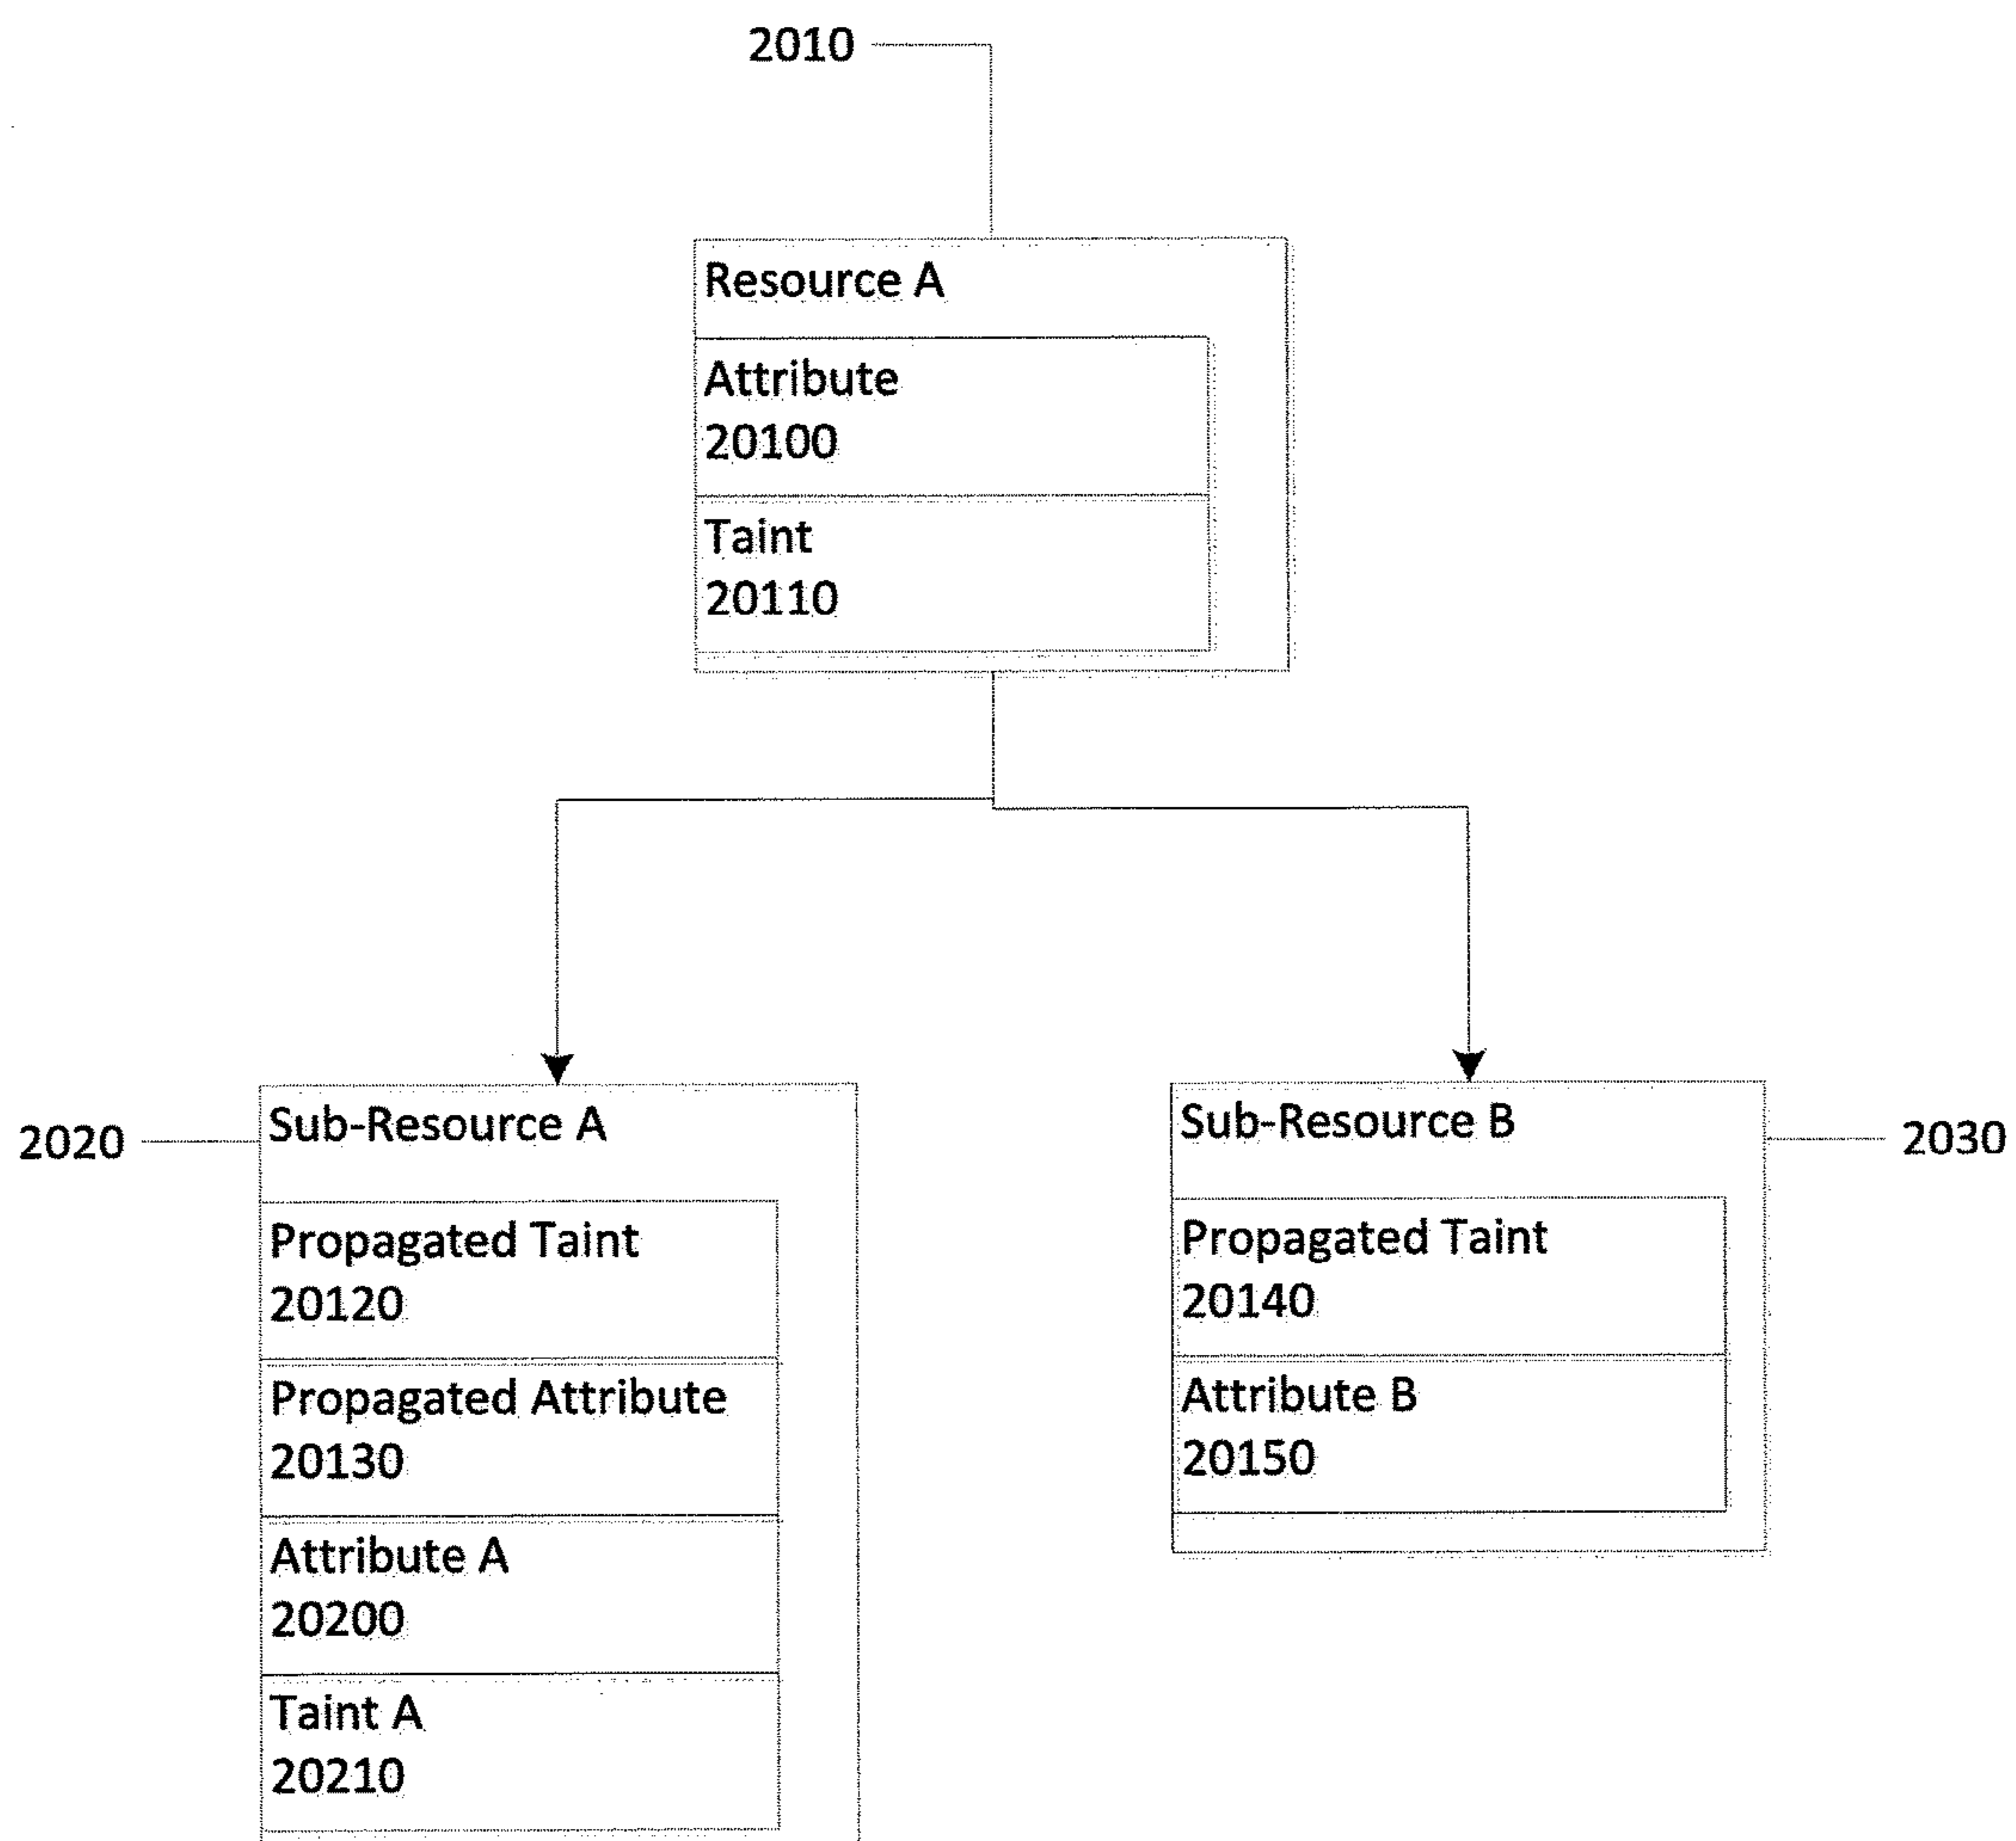 2010
Resource A
Attribute
20100
Taint
20110
2020
Sub-Resource A
Propagated Taint
20120
Propagated Attribute
20130
Attribute A
20200
Taint A
20210
Sub-Resource B
2030
Propagated Taint
20140
Attribute B
20150